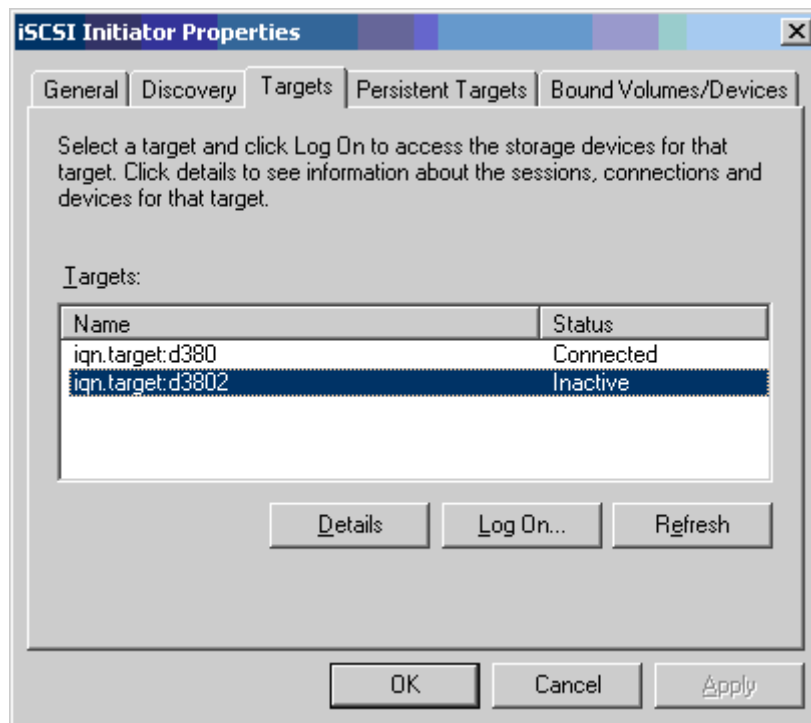 iSCSI Initiator Properties
General Discovery Targets Persistent Targets Bound Volumes/Devices
Select a target and click Log On to access the storage devices for that
target. Click details to see information about the sessions, connections and
devices for that target.
Targets:
Name Status
iqn.target:d380 Connected
iqn.target:d3802 Inactive
Details Log On... Refresh
OK Cancel Apply